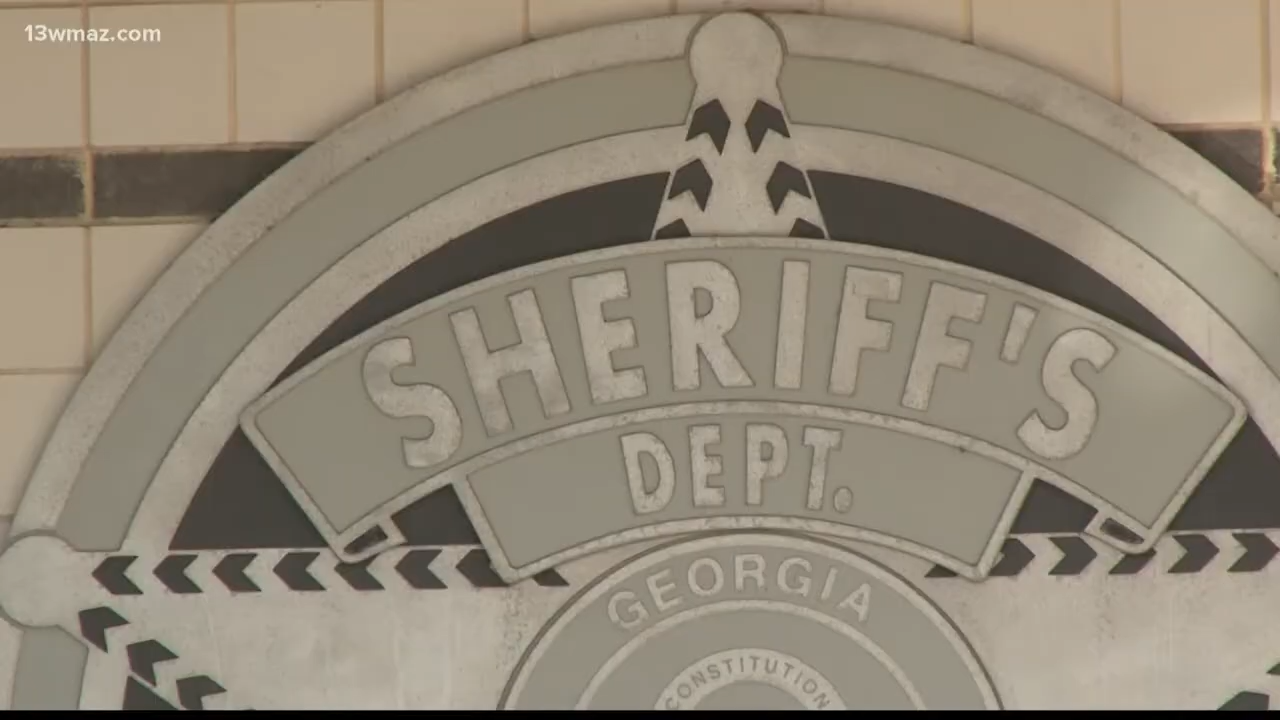 13wmaz.com
SHERIFF'S
DEPT.
GEORGIA
CONSTITUTION